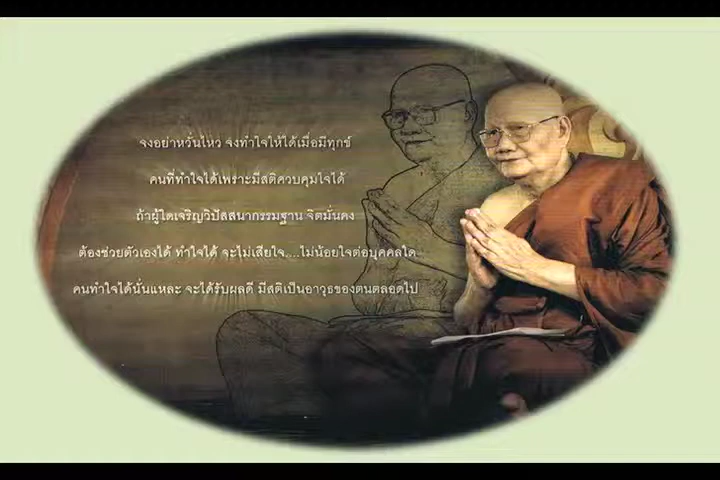 จงอย่าหวั่นไหว จงทำใจให้ได้เมื่อมีทุกข์
คนที่ทำใจได้เพราะมีสติควบคุมใจได้
ถ้าผู้ใดเจริญวิปัสสนากรรมฐาน จิตมั่นคง
ต้องช่วยตัวเองได้ ทำใจได้ จะไม่เสียใจ....ไม่น้อยใจต่อบุคคลใด
คนทำใจได้นั่นแหละ จะได้รับผลดี มีสติเป็นอาวุธของตนตลอดไป